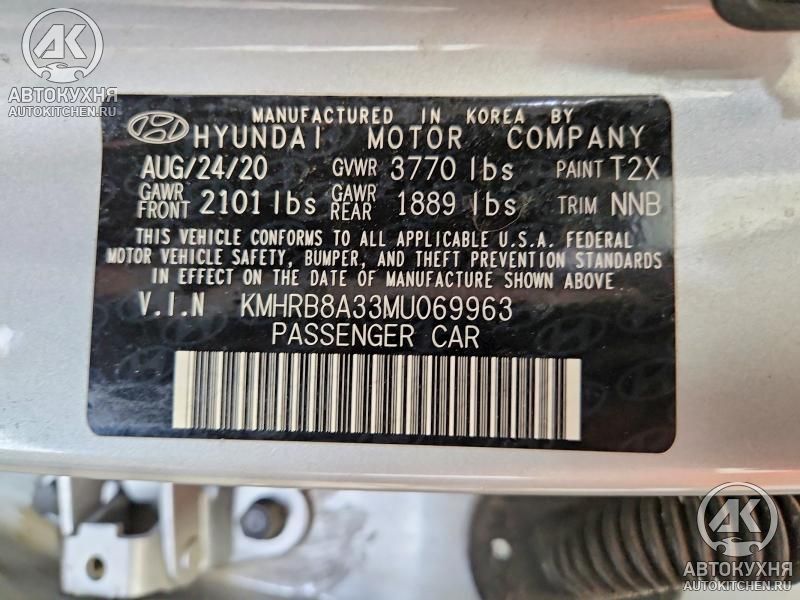 AK
АВТОКУХНЯ
AUTOKITCHEN.RU
MANUFACTURED IN KOREA BY
HYUNDAI MOTOR COMPANY
AUG/24/20 GVWR 3770 lbs PAINT T2X
GAWR FRONT 2101 lbs GAWR REAR 1889 lbs TRIM NNB
THIS VEHICLE CONFORMS TO ALL APPLICABLE U.S.A. FEDERAL
MOTOR VEHICLE SAFETY, BUMPER, AND THEFT PREVENTION STANDARDS
IN EFFECT ON THE DATE OF MANUFACTURE SHOWN ABOVE.
V.I.N KMHRB8A33MU069963
PASSENGER CAR
AK
АВТОКУХНЯ
AUTOKITCHEN.RU